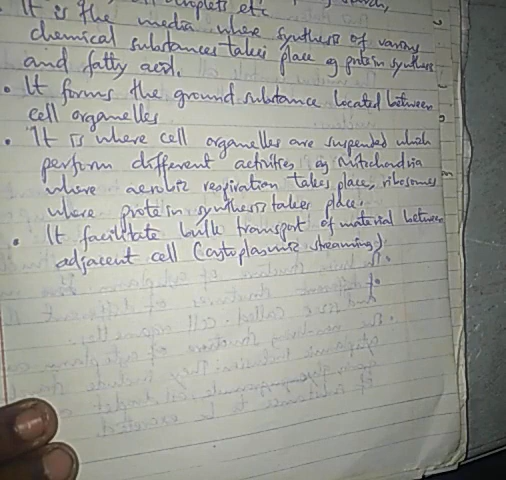 droplets etc
• It is the media where synthesis of various
chemical substances takes place eg protein synthesis
and fatty acid.
• It forms the ground substance located between
cell organelles
• It is where cell organelles are suspended which
perform different activities eg Mitochondria
where aerobic respiration takes place, ribosomes
where protein synthesis takes place.
• It facilitate bulk transport of material between
adjacent cell (Cytoplasmic streaming).